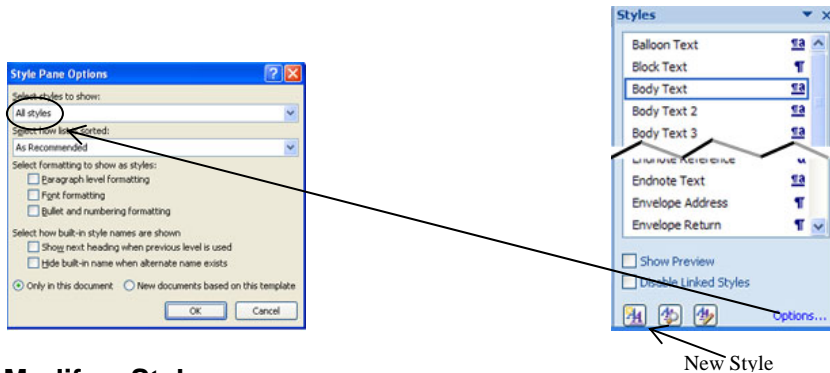 Style Pane Options
Select styles to show:
All styles
Select how list is sorted:
As Recommended
Select formatting to show as styles:
Paragraph level formatting
Font formatting
Bullet and numbering formatting
Select how built-in style names are shown
Show next heading when previous level is used
Hide built-in name when alternate name exists
Only in this document New documents based on this template
OK Cancel
Styles
Balloon Text
Block Text
Body Text
Body Text 2
Body Text 3
Endnote Reference
Endnote Text
Envelope Address
Envelope Return
Show Preview
Disable Linked Styles
Options...
New Style